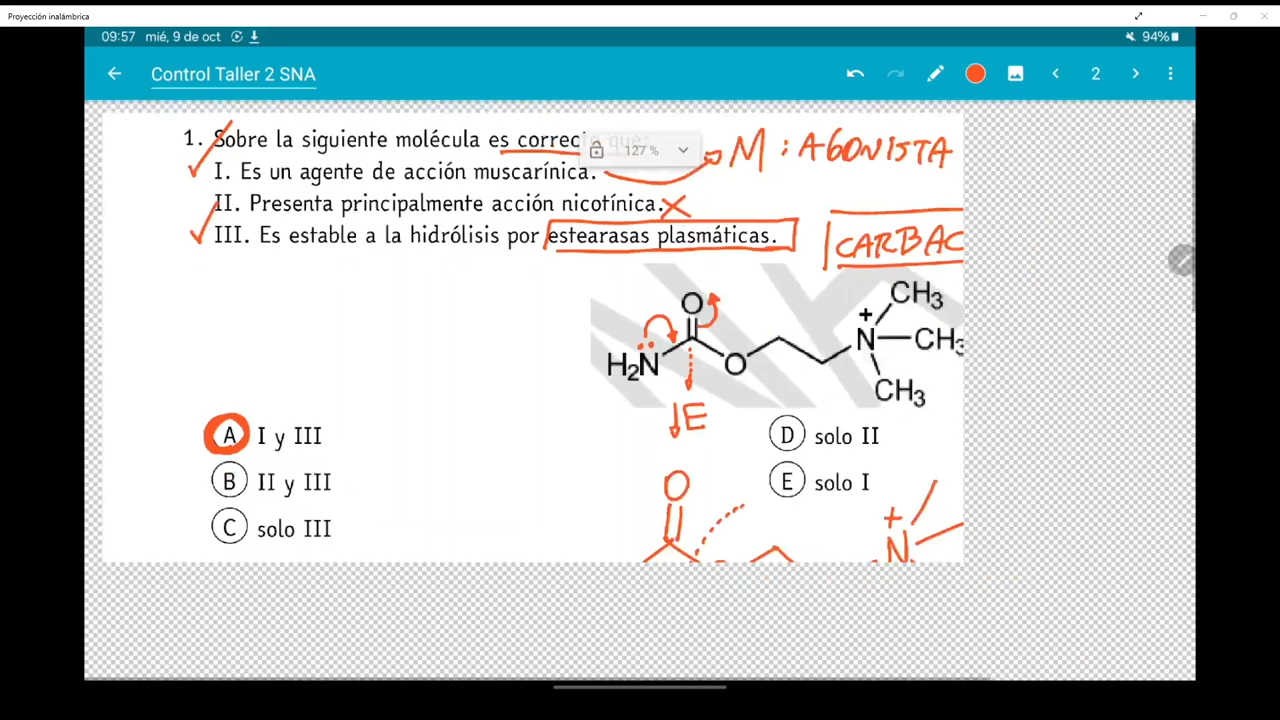 Proyección inalámbrica
09:57 mié, 9 de oct 94%
Control Taller 2 SNA
2
1. Sobre la siguiente molécula es correcto que:
127 %
M : AGONISTA
I. Es un agente de acción muscarínica.
II. Presenta principalmente acción nicotínica.
III. Es estable a la hidrólisis por estearasas plasmáticas.
CARBAC
O
CH3
+
N
CH3
H2N
O
CH3
↓E
A I y III
D solo II
B II y III
E solo I
C solo III
O
+
N